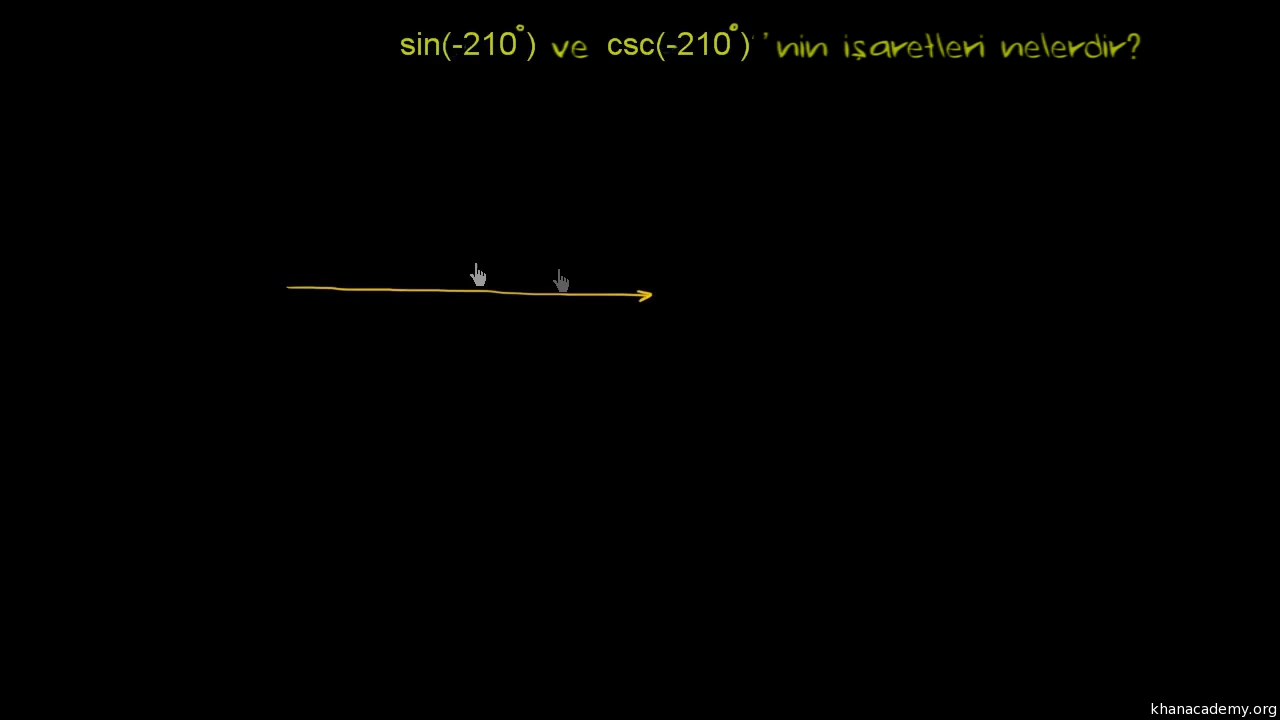 sin(-210°) ve csc(-210°)'nin işaretleri nelerdir?
khanacademy.org